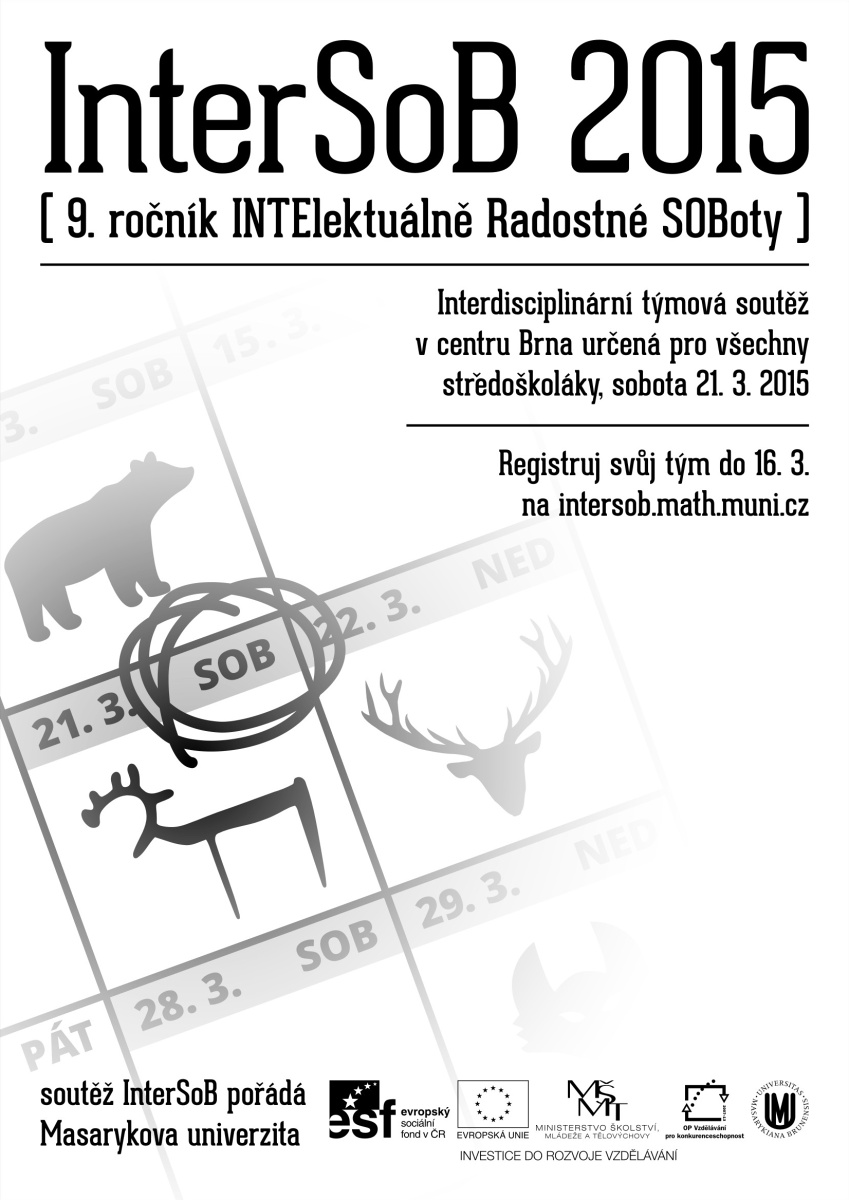 InterSoB 2015
[ 9. ročník INTElektuálně Radostné SOBoty ]
Interdisciplinární týmová soutěž
v centru Brna určená pro všechny
středoškoláky, sobota 21. 3. 2015
Registruj svůj tým do 16. 3.
na intersob.math.muni.cz
3. SOB 15. 3.
21. 3. SOB 22. 3. NED
PÁT 28. 3. SOB 29. 3. NED
soutěž InterSoB pořádá
Masarykova univerzita
esf evropský
sociální
fond v ČR
EVROPSKÁ UNIE
MŠMT
MINISTERSTVO ŠKOLSTVÍ,
MLÁDEŽE A TĚLOVÝCHOVY
OP Vzdělávání
pro konkurenceschopnost
UNIVERSITAS MASARYKIANA BRUNENSIS
INVESTICE DO ROZVOJE VZDĚLÁVÁNÍ